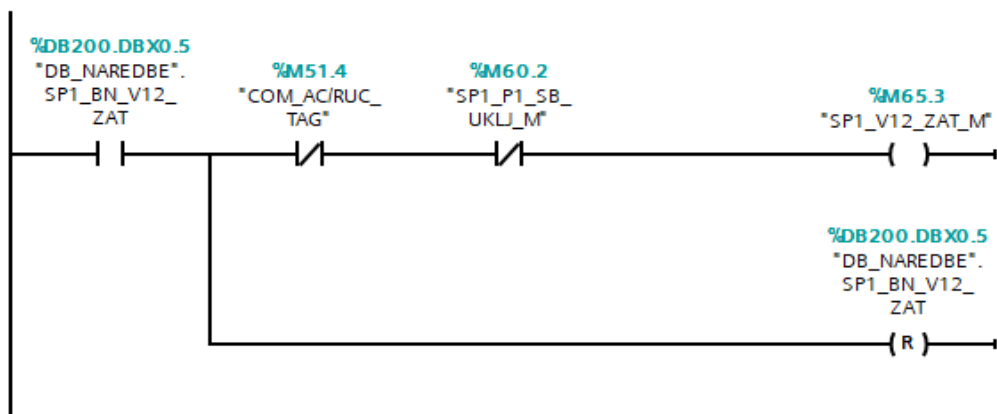 %DB200.DBX0.5
"DB_NAREDBE".
SP1_BN_V12_
ZAT
%M51.4
"COM_AC/RUC_
TAG"
%M60.2
"SP1_P1_SB_
UKLJ_M"
%M65.3
"SP1_V12_ZAT_M"
%DB200.DBX0.5
"DB_NAREDBE".
SP1_BN_V12_
ZAT
R